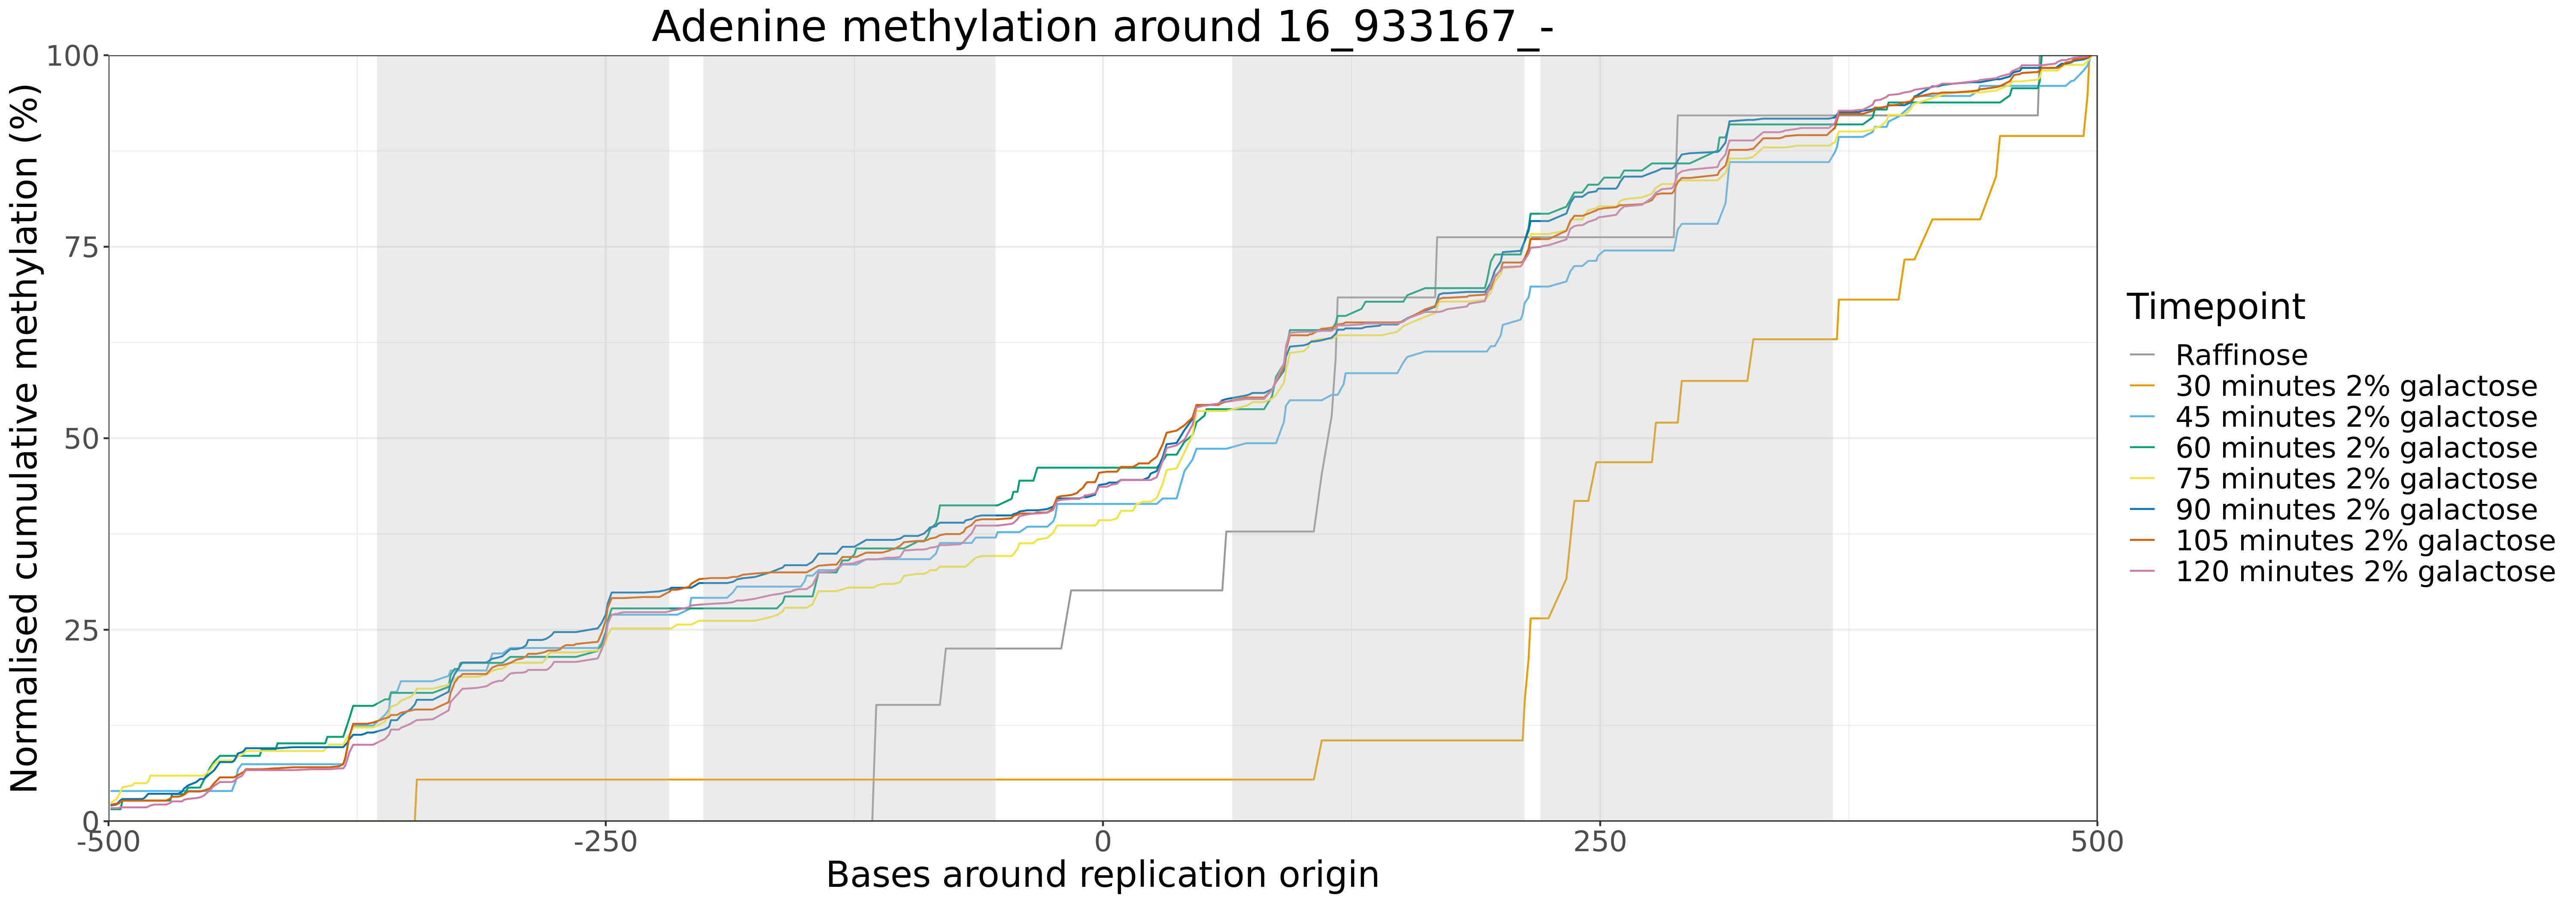 Adenine methylation around 16_933167_-
Normalised cumulative methylation (%)
100
75
50
25
0
-500
-250
0
250
500
Bases around replication origin
Timepoint
Raffinose
30 minutes 2% galactose
45 minutes 2% galactose
60 minutes 2% galactose
75 minutes 2% galactose
90 minutes 2% galactose
105 minutes 2% galactose
120 minutes 2% galactose